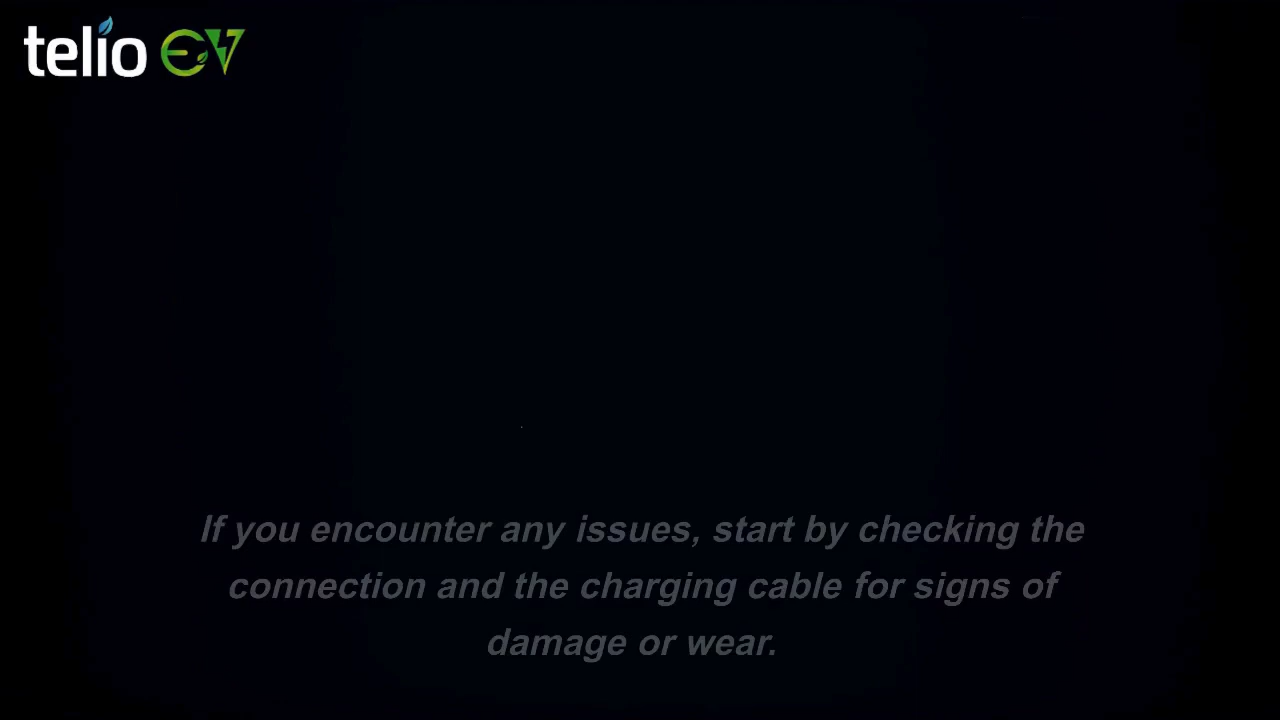 telio EV
If you encounter any issues, start by checking the
connection and the charging cable for signs of
damage or wear.